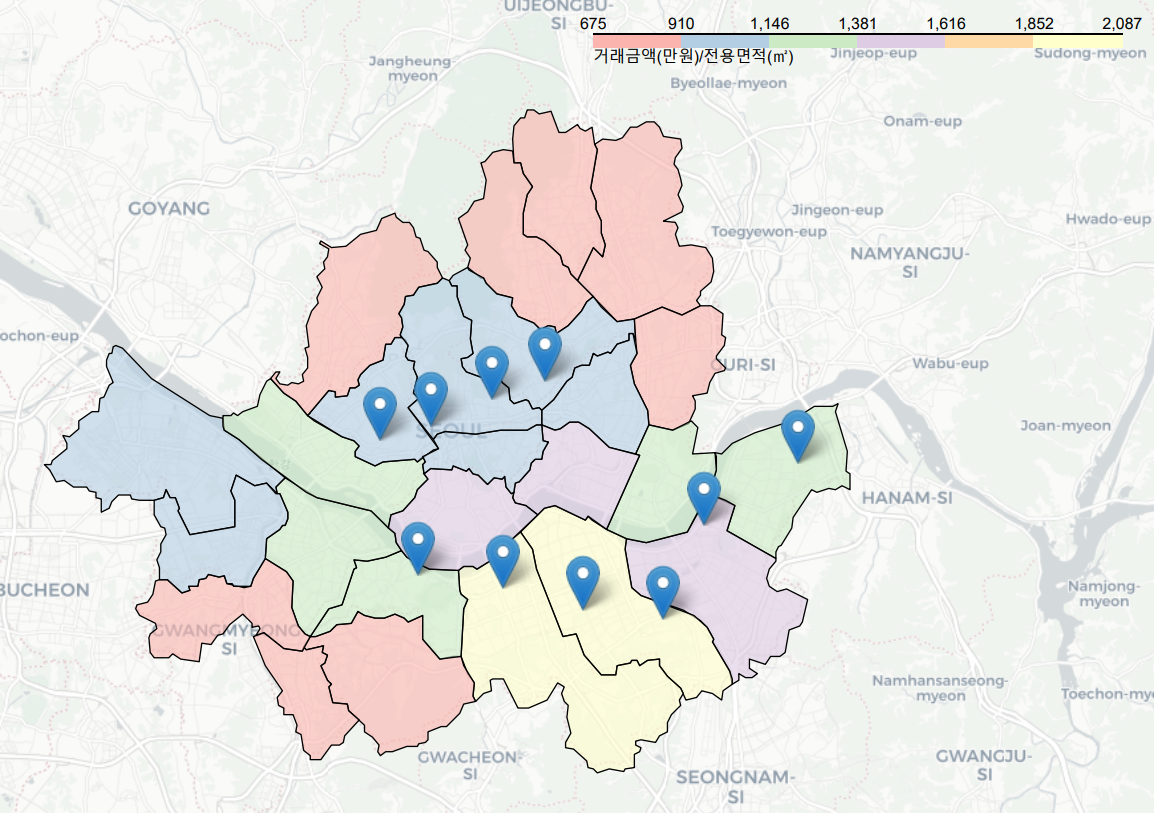 UIJEONGBU-
SI
675 910 1,146 1,381 1,616 1,852 2,087
거래금액(만원)/전용면적(㎡)
Jangheung-
myeon
Jinjeop-eup
Sudong-myeon
Byeollae-myeon
Onam-eup
GOYANG
Jingeon-eup
Hwado-eup
Toegyewon-eup
NAMYANGJU-
SI
ochon-eup
GURI-SI
Wabu-eup
SEOUL
Joan-myeon
HANAM-SI
BUCHEON
Namjong-
myeon
GWANGMYEONG-
SI
Namhansanseong-
myeon
Toechon-mye
GWACHEON-
SI
GWANGJU-
SI
SEONGNAM-
SI